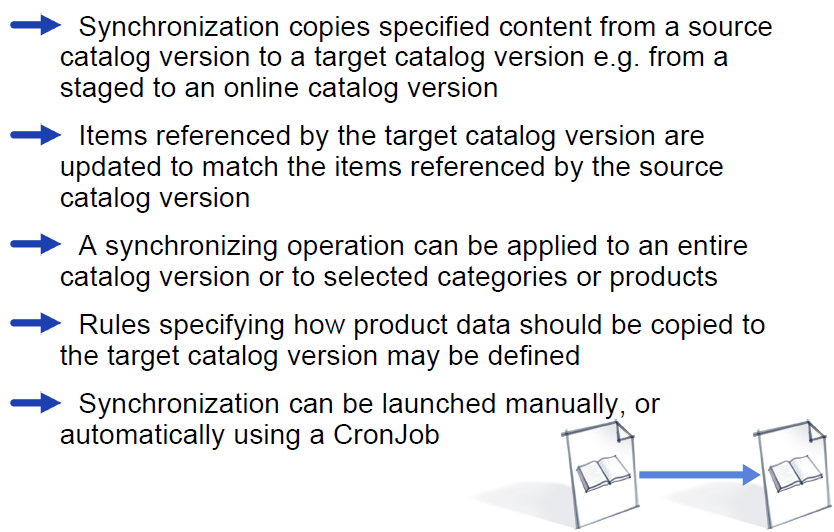 Synchronization copies specified content from a source
catalog version to a target catalog version e.g. from a
staged to an online catalog version
Items referenced by the target catalog version are
updated to match the items referenced by the source
catalog version
A synchronizing operation can be applied to an entire
catalog version or to selected categories or products
Rules specifying how product data should be copied to
the target catalog version may be defined
Synchronization can be launched manually, or
automatically using a CronJob